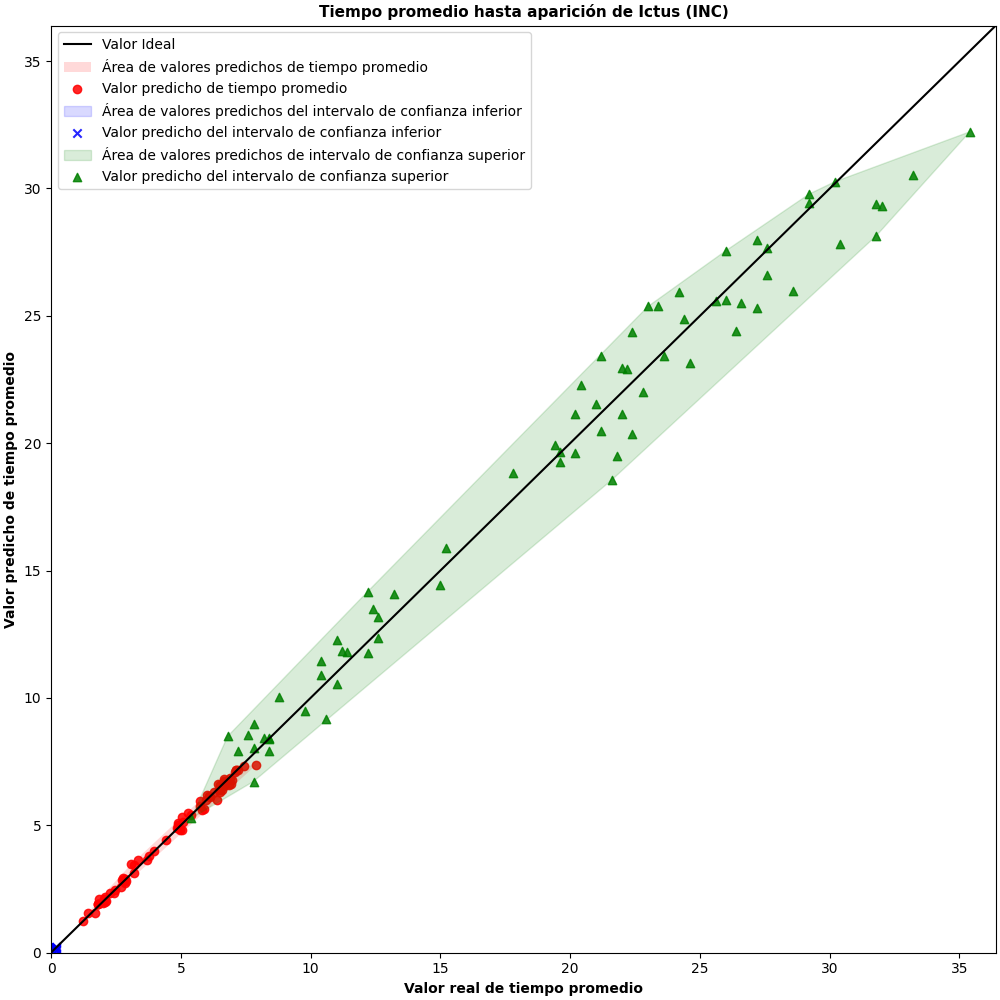 Tiempo promedio hasta aparición de Ictus (INC)
Valor Ideal
Área de valores predichos de tiempo promedio
Valor predicho de tiempo promedio
Área de valores predichos del intervalo de confianza inferior
Valor predicho del intervalo de confianza inferior
Área de valores predichos de intervalo de confianza superior
Valor predicho del intervalo de confianza superior
Valor predicho de tiempo promedio
35
30
25
20
15
10
5
0
0 5 10 15 20 25 30 35
Valor real de tiempo promedio